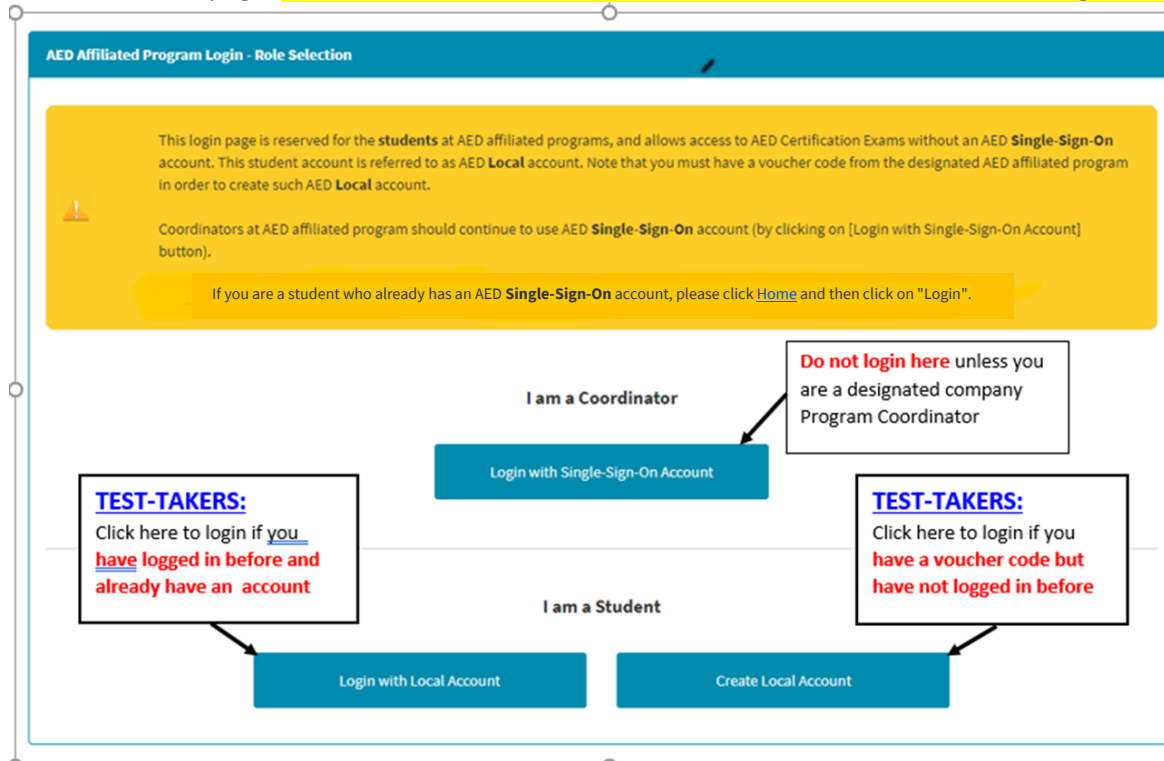 AED Affiliated Program Login - Role Selection
This login page is reserved for the students at AED affiliated programs, and allows access to AED Certification Exams without an AED Single-Sign-On
account. This student account is referred to as AED Local account. Note that you must have a voucher code from the designated AED affiliated program
in order to create such AED Local account.
Coordinators at AED affiliated program should continue to use AED Single-Sign-On account (by clicking on [Login with Single-Sign-On Account]
button).
If you are a student who already has an AED Single-Sign-On account, please click Home and then click on "Login".
Do not login here unless you
are a designated company
Program Coordinator
I am a Coordinator
Login with Single-Sign-On Account
TEST-TAKERS:
Click here to login if you
have logged in before and
already have an account
TEST-TAKERS:
Click here to login if you
have a voucher code but
have not logged in before
I am a Student
Login with Local Account
Create Local Account